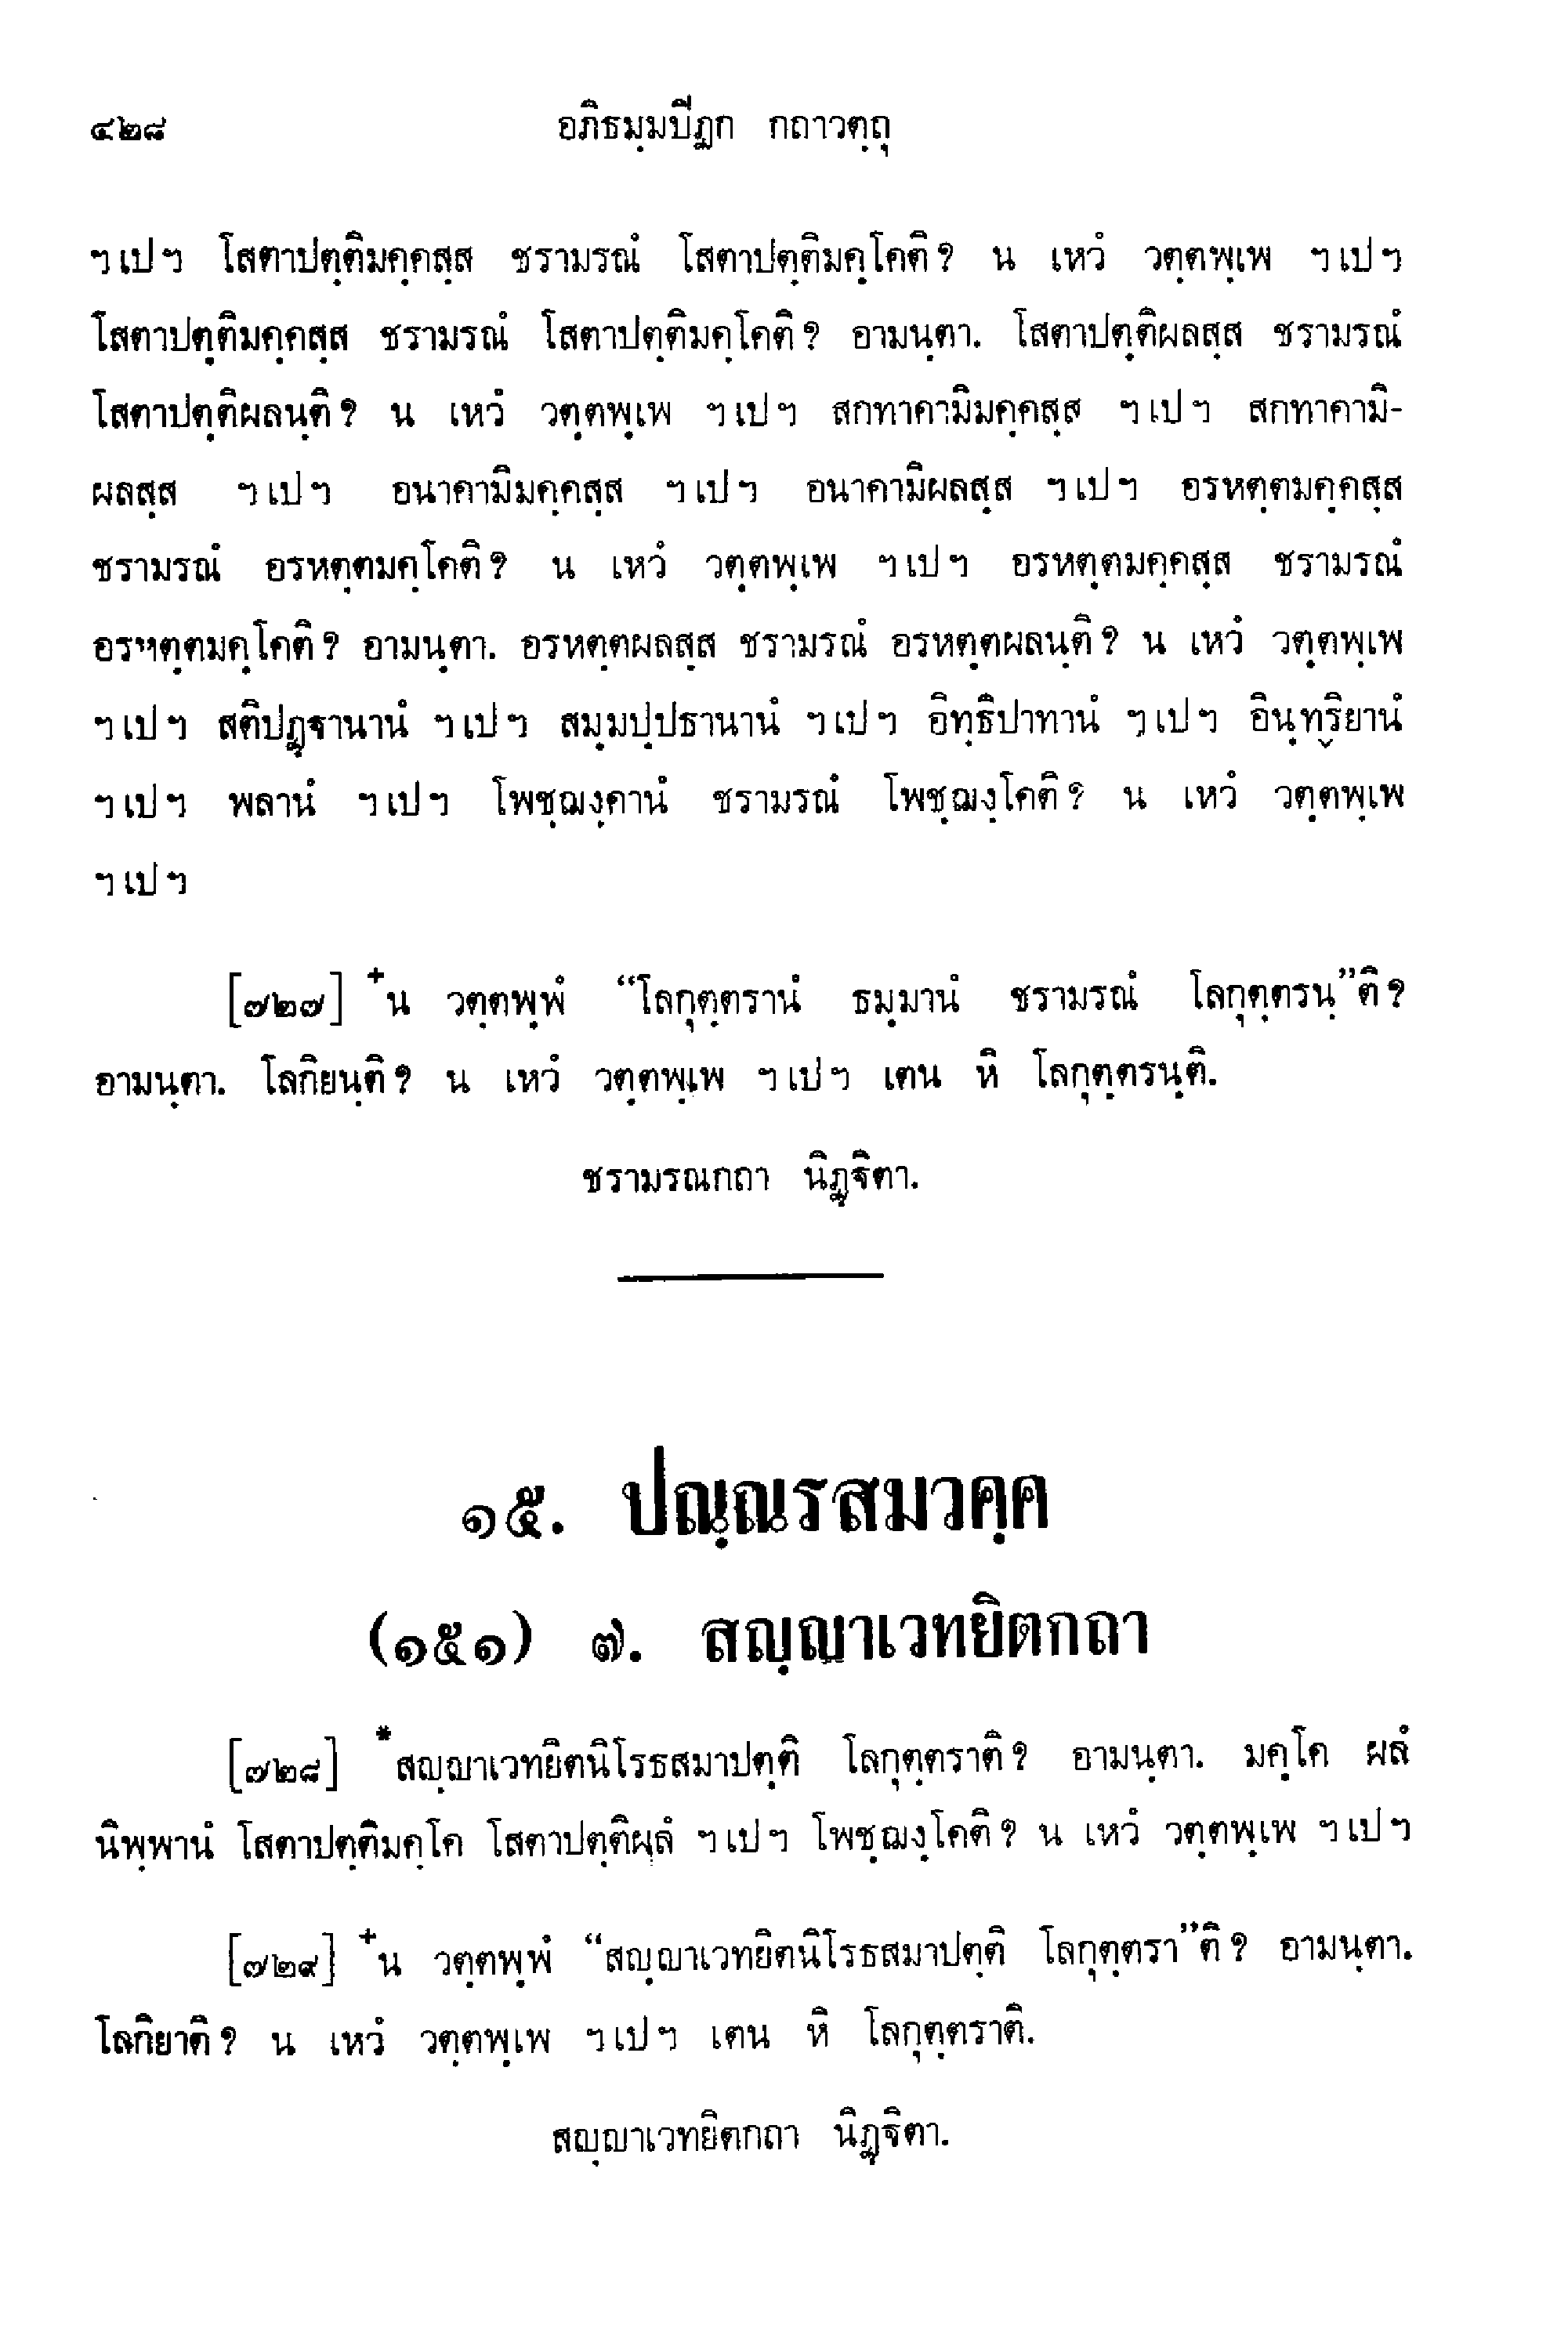 ๔๒๘ อภิธมฺมปีฏก กถาวตฺถุ
ฯเปฯ โสตาปตฺติมคฺคสฺส ชรามรณํ โสตาปตฺติมคฺโคติ? น เหวํ วตฺตพฺเพ ฯเปฯ
โสตาปตฺติมคฺคสฺส ชรามรณํ โสตาปตฺติมคฺโคติ? อามนฺตา. โสตาปตฺติผลสฺส ชรามรณํ
โสตาปตฺติผลนฺติ? น เหวํ วตฺตพฺเพ ฯเปฯ สกทาคามิมคฺคสฺส ฯเปฯ สกทาคามิ-
ผลสฺส ฯเปฯ อนาคามิมคฺคสฺส ฯเปฯ อนาคามิผลสฺส ฯเปฯ อรหตฺตมคฺคสฺส
ชรามรณํ อรหตฺตมคฺโคติ? น เหวํ วตฺตพฺเพ ฯเปฯ อรหตฺตมคฺคสฺส ชรามรณํ
อรหตฺตมคฺโคติ? อามนฺตา. อรหตฺตผลสฺส ชรามรณํ อรหตฺตผลนฺติ? น เหวํ วตฺตพฺเพ
ฯเปฯ สติปฏฺฐานานํ ฯเปฯ สมฺมปฺปธานานํ ฯเปฯ อิทฺธิปาทานํ ฯเปฯ อินฺทฺริยานํ
ฯเปฯ พลานํ ฯเปฯ โพชฺฌงฺคานํ ชรามรณํ โพชฺฌงฺโคติ? น เหวํ วตฺตพฺเพ
ฯเปฯ
[๗๒๗] +น วตฺตพฺพํ “โลกุตฺตรานํ ธมฺมานํ ชรามรณํ โลกุตฺตรนฺ”ติ?
อามนฺตา. โลกิยนฺติ? น เหวํ วตฺตพฺเพ ฯเปฯ เตน หิ โลกุตฺตรนฺติ.
ชรามรณกถา นิฏฺฐิตา.
๑๕. ปณฺณรสมวคฺค
(๑๕๑) ๗. สญฺญาเวทยิตกถา
[๗๒๘] *สญฺญาเวทยิตนิโรธสมาปตฺติ โลกุตฺตราติ? อามนฺตา. มคฺโค ผลํ
นิพฺพานํ โสตาปตฺติมคฺโค โสตาปตฺติผลํ ฯเปฯ โพชฺฌงฺโคติ? น เหวํ วตฺตพฺเพ ฯเปฯ
[๗๒๙] +น วตฺตพฺพํ “สญฺญาเวทยิตนิโรธสมาปตฺติ โลกุตฺตรา”ติ? อามนฺตา.
โลกิยาติ? น เหวํ วตฺตพฺเพ ฯเปฯ เตน หิ โลกุตฺตราติ.
สญฺญาเวทยิตกถา นิฏฺฐิตา.